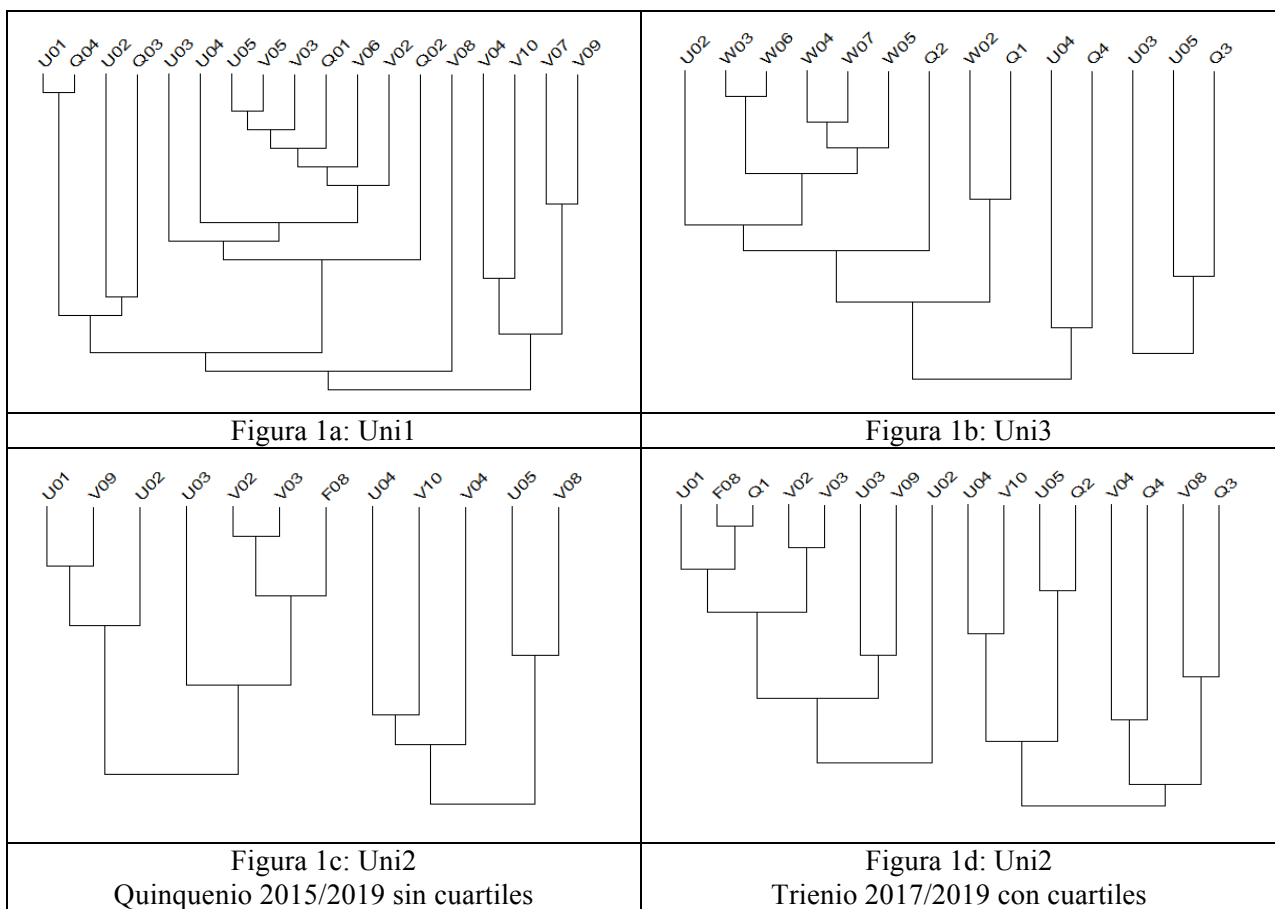 U01 Q04 U02 Q03 U03 U04 U05 V05 V03 Q01 V06 V02 Q02 V08 V04 V10 V07 V09
Figura 1a: Uni1
U02 W03 W06 W04 W07 W05 Q2 W02 Q1 U04 Q4 U03 U05 Q3
Figura 1b: Uni3
U01 V09 U02 U03 V02 V03 F08 U04 V10 V04 U05 V08
Figura 1c: Uni2
Quinquenio 2015/2019 sin cuartiles
U01 F08 Q1 V02 V03 U03 V09 U02 U04 V10 U05 Q2 V04 Q4 V08 Q3
Figura 1d: Uni2
Trienio 2017/2019 con cuartiles